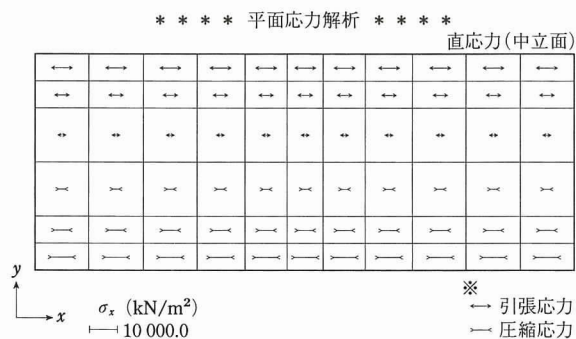 ＊＊＊＊ 平面応力解析 ＊＊＊＊
直応力(中立面)
y
x
σx (kN/m²)
10 000.0
※
引張応力
圧縮応力